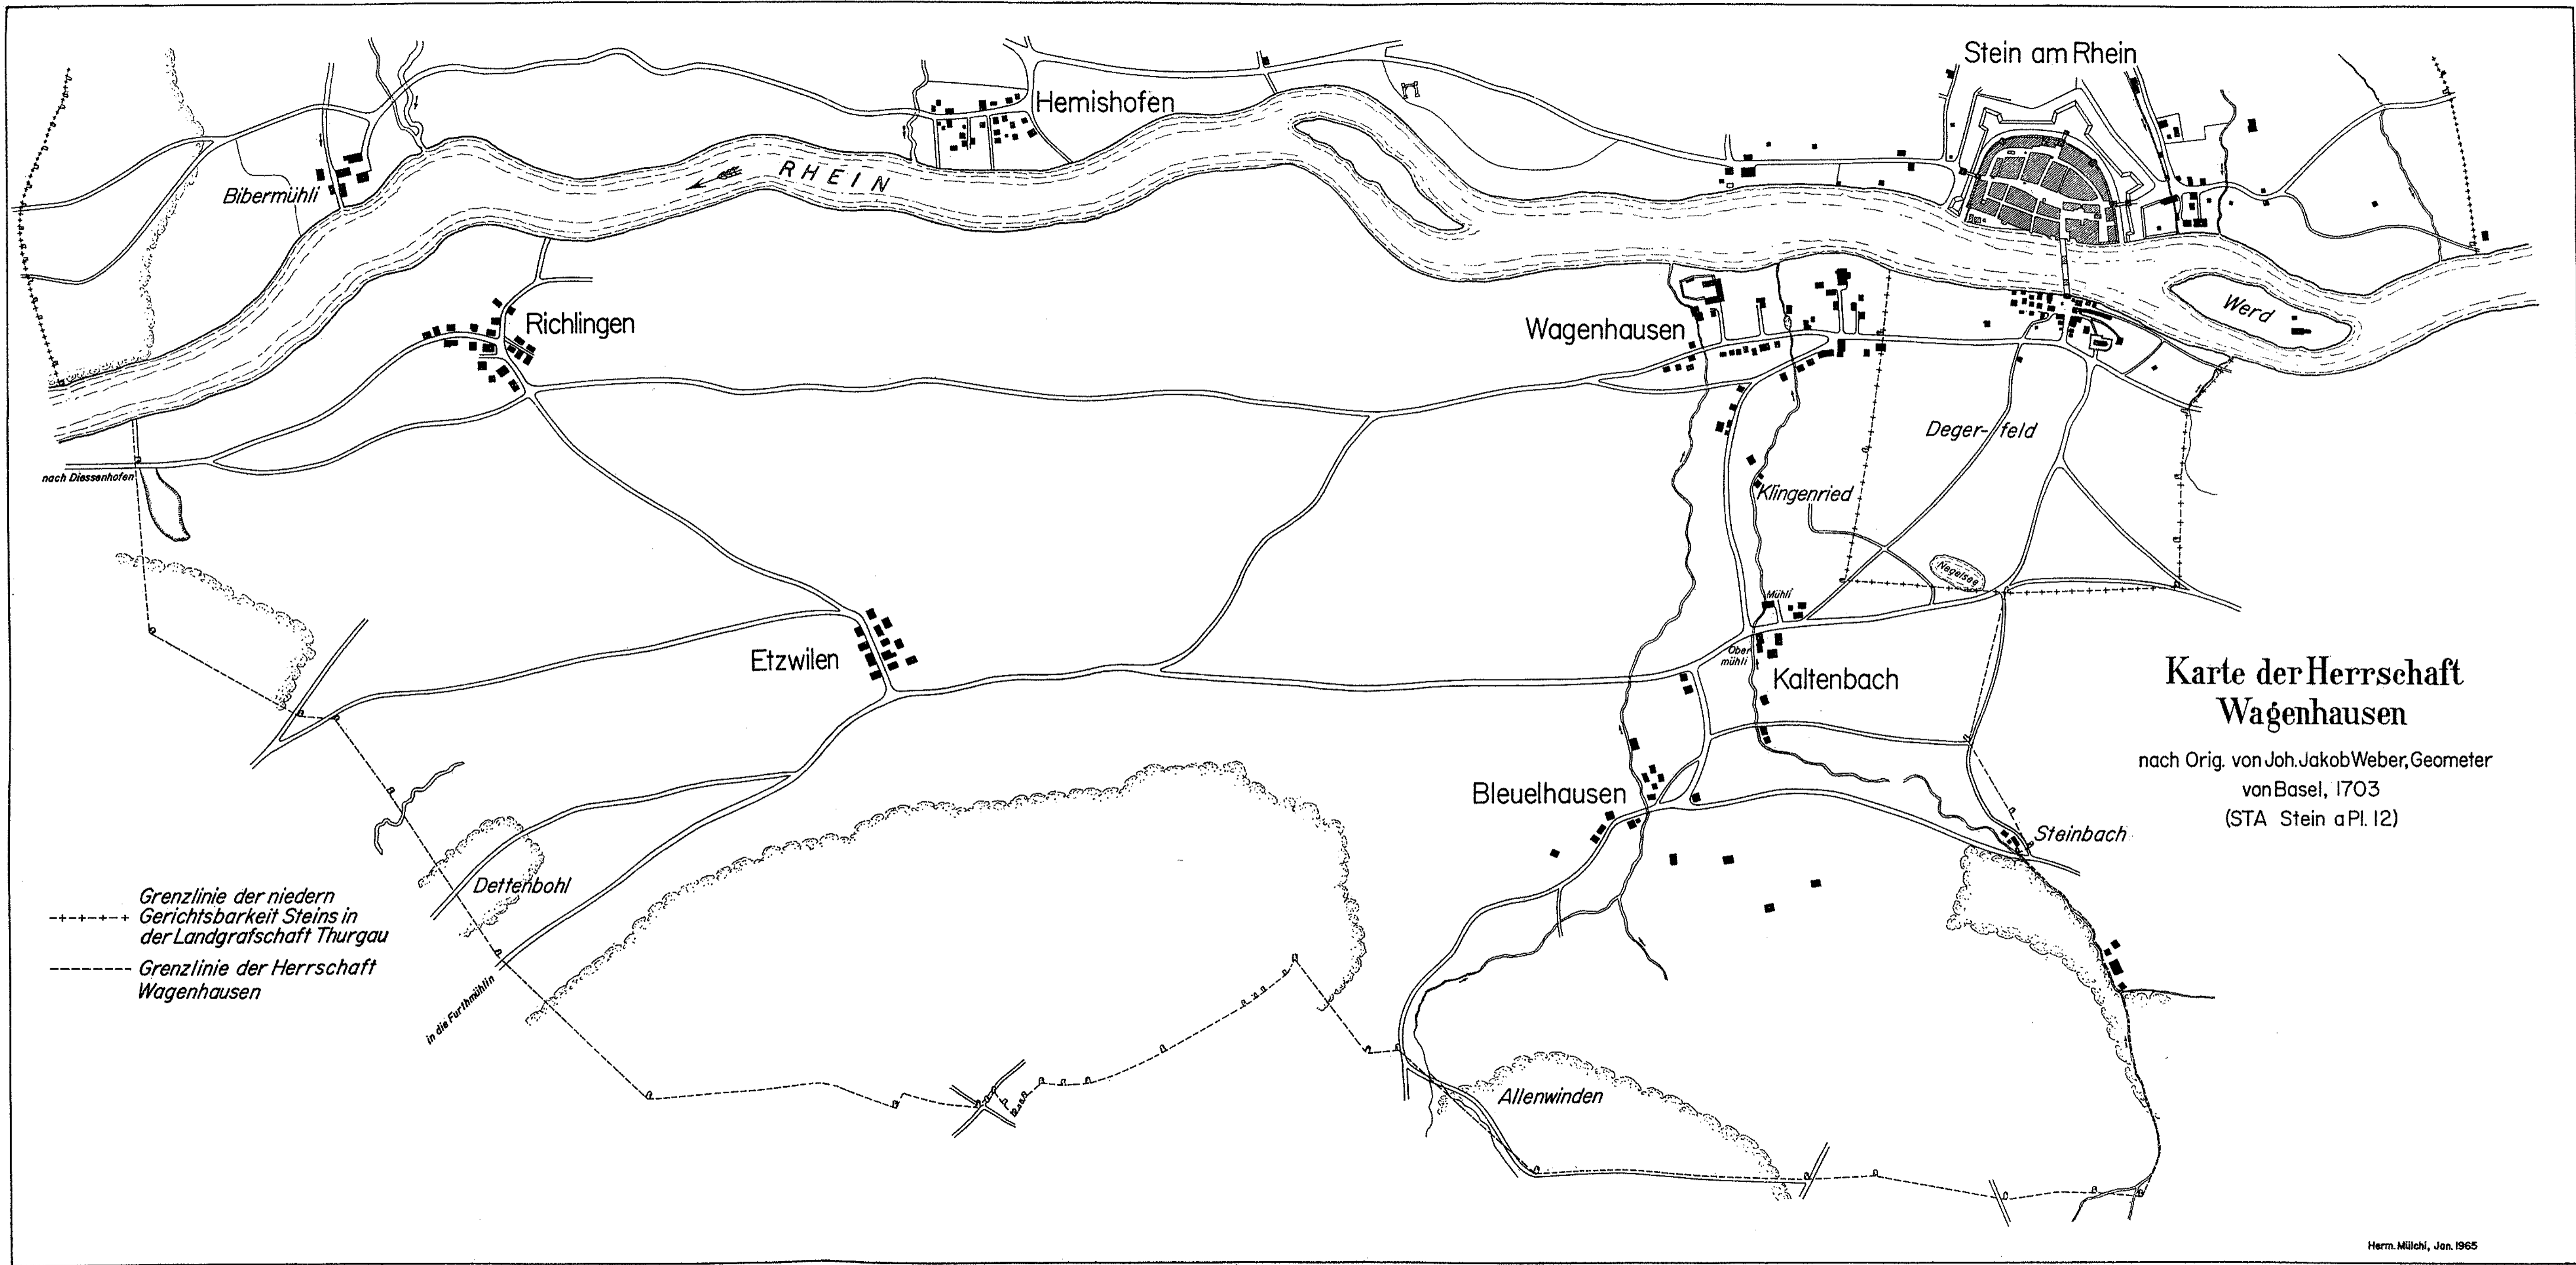 Stein am Rhein
Hemishofen
Bibermühli
RHEIN
Richlingen
Wagenhausen
Werd
Deger-feld
nach Diessenhofen
Klingenried
Negelsee
Mühli
Etzwilen
Ober
mühli
Kaltenbach
Karte der Herrschaft
Wagenhausen
nach Orig. von Joh. Jakob Weber, Geometer
von Basel, 1703
(STA Stein a Pl. 12)
Bleuelhausen
Steinbach
Dettenbohl
Grenzlinie der niedern
Gerichtsbarkeit Steins in
der Landgrafschaft Thurgau
Grenzlinie der Herrschaft
Wagenhausen
in die Furthmühlin
Allenwinden
Herm. Mülchi, Jan. 1965